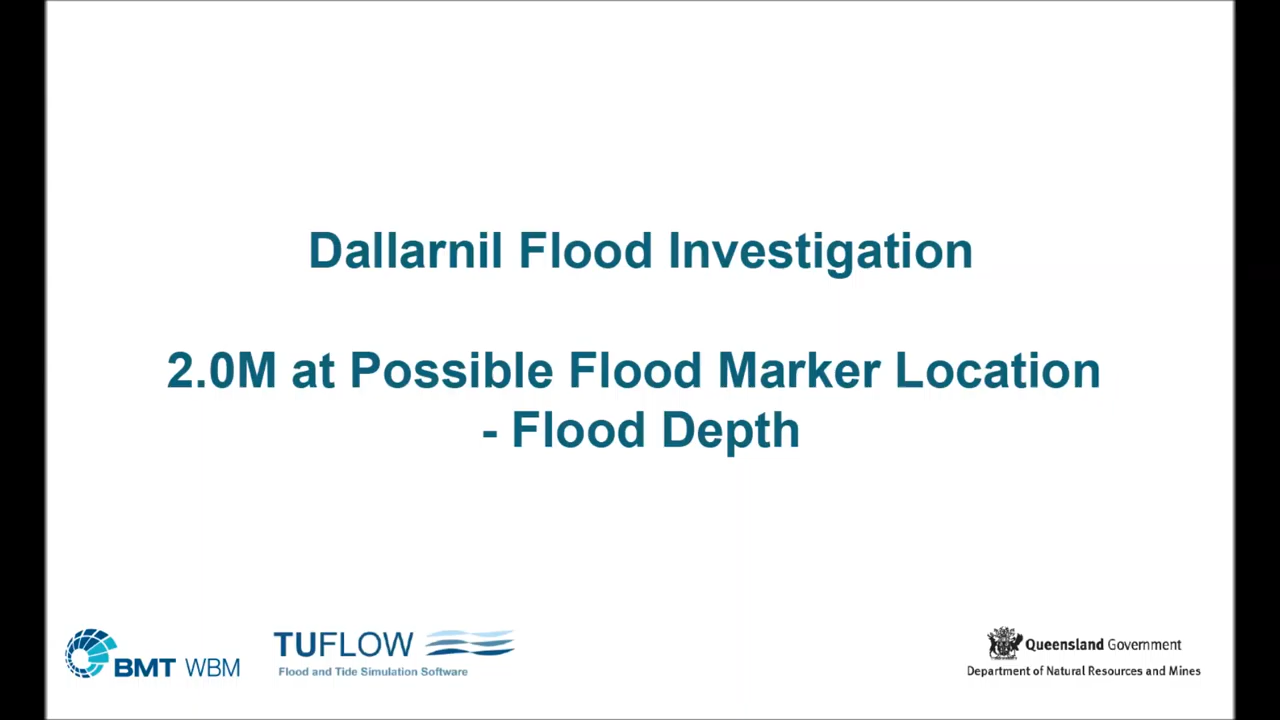 Dallarnil Flood Investigation
2.0M at Possible Flood Marker Location
- Flood Depth
BMT WBM
TUFLOW
Flood and Tide Simulation Software
Queensland Government
Department of Natural Resources and Mines